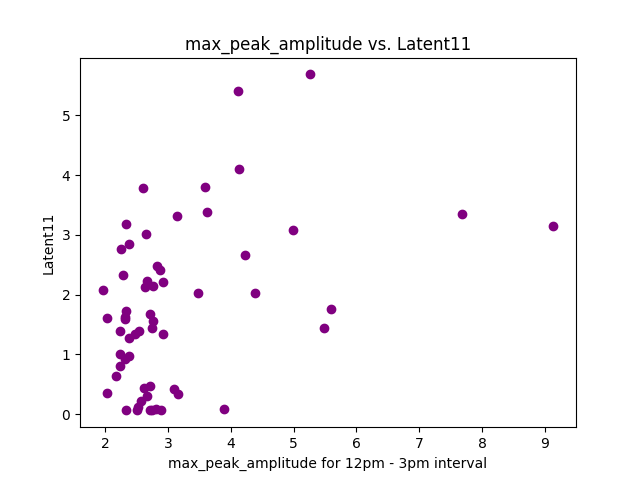 max_peak_amplitude vs. Latent11
Latent11
5
4
3
2
1
0
2 3 4 5 6 7 8 9
max_peak_amplitude for 12pm - 3pm interval